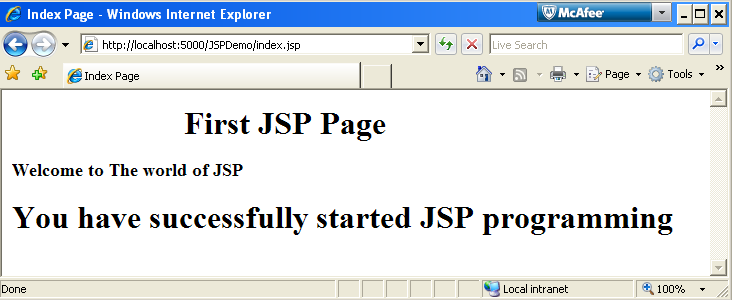 Index Page - Windows Internet Explorer
McAfee
http://localhost:5000/JSPDemo/index.jsp
Live Search
Index Page
Page
Tools
First JSP Page
Welcome to The world of JSP
You have successfully started JSP programming
Done
Local intranet
100%